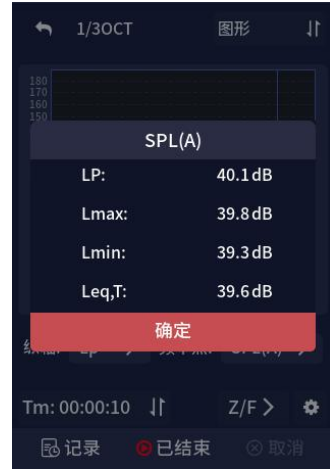 1/3OCT 图形
180
170
160
150
SPL(A)
LP: 40.1dB
Lmax: 39.8dB
Lmin: 39.3dB
Leq,T: 39.6dB
确定
Tm: 00:00:10 Z/F >
记录 已结束 取消